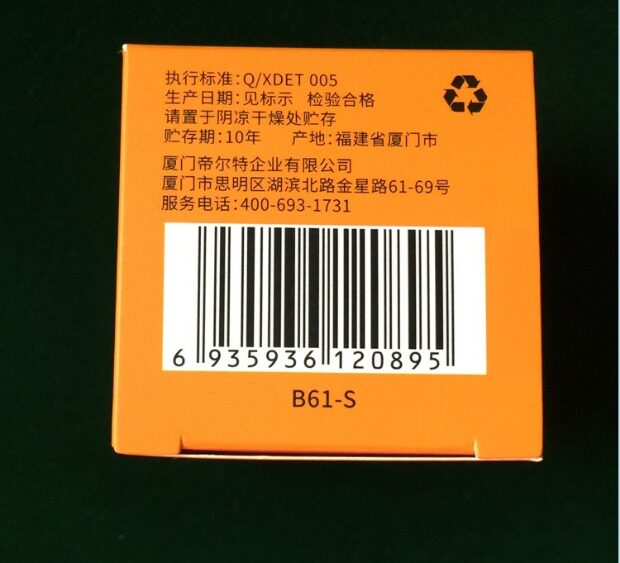 执行标准:Q/XDET 005
生产日期:见标示 检验合格
请置于阴凉干燥处贮存
贮存期:10年 产地:福建省厦门市
厦门帝尔特企业有限公司
厦门市思明区湖滨北路金星路61-69号
服务电话:400-693-1731
6 935936 120895
B61-S